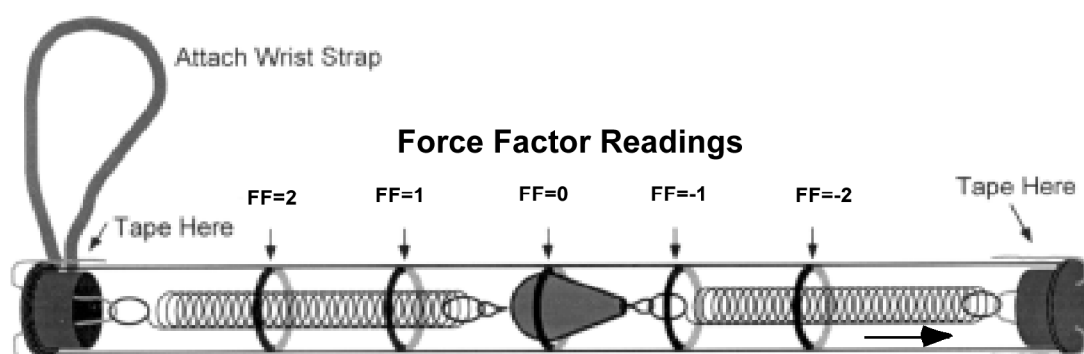 Attach Wrist Strap
Force Factor Readings
FF=2 FF=1 FF=0 FF=-1 FF=-2
Tape Here
Tape Here